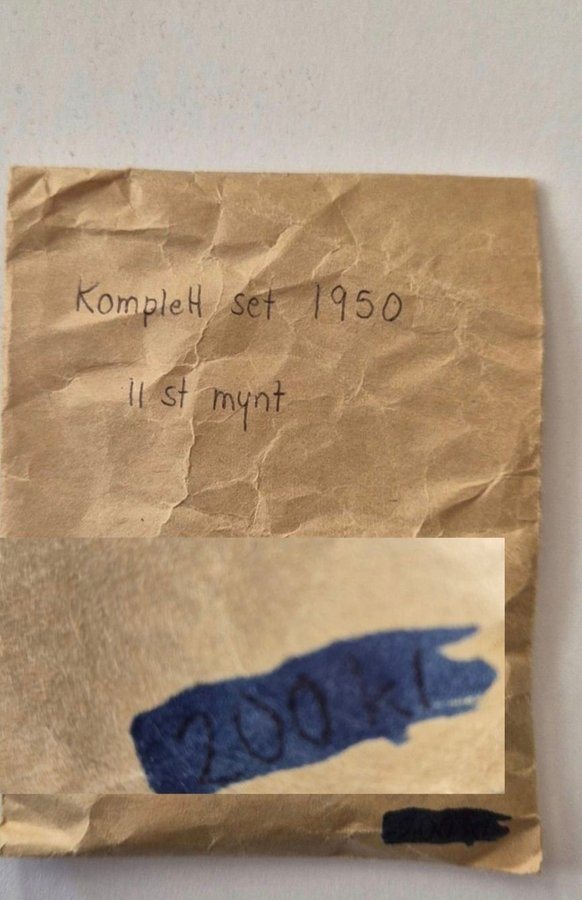 Komplett set 1950
11 st mynt
200 kr